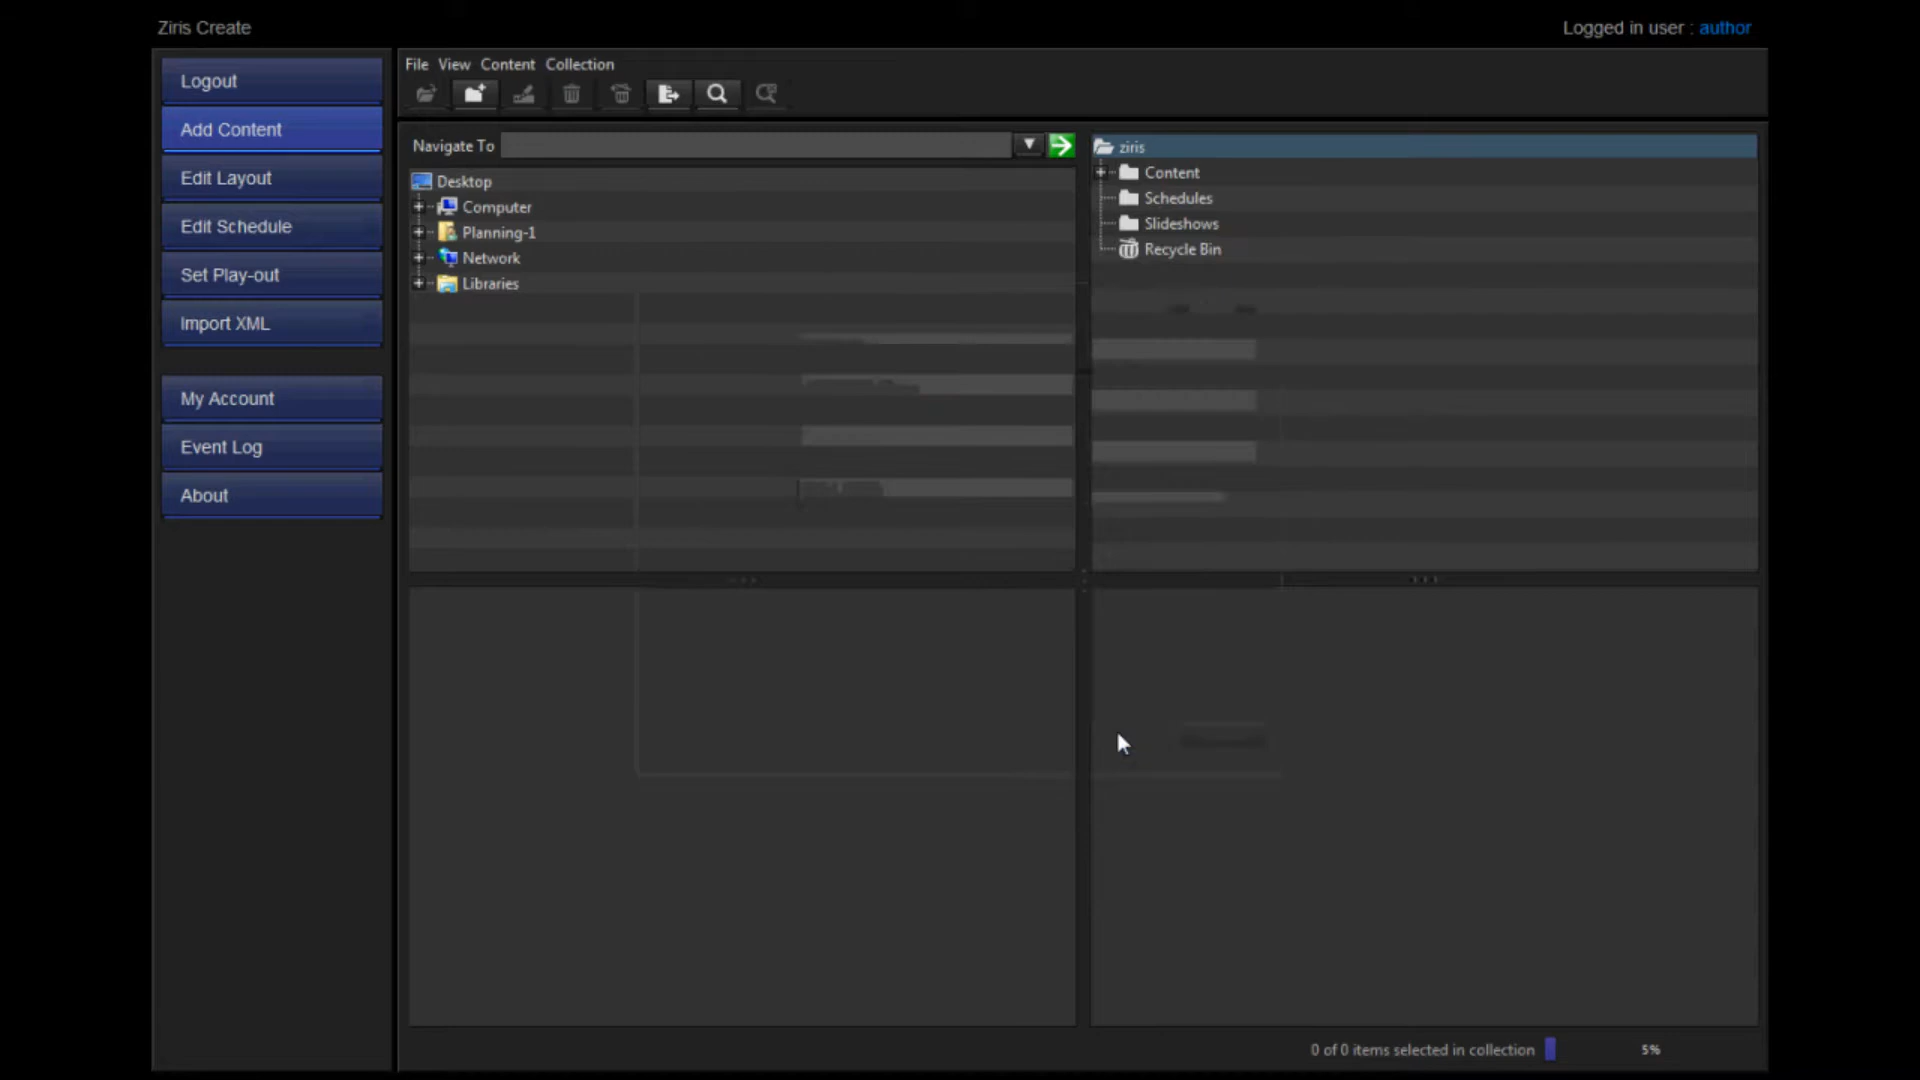 Ziris Create
Logged in user : author
Logout
Add Content
Edit Layout
Edit Schedule
Set Play-out
Import XML
My Account
Event Log
About
File View Content Collection
Navigate To
Desktop
Computer
Planning-1
Network
Libraries
ziris
Content
Schedules
Slideshows
Recycle Bin
0 of 0 items selected in collection
5%